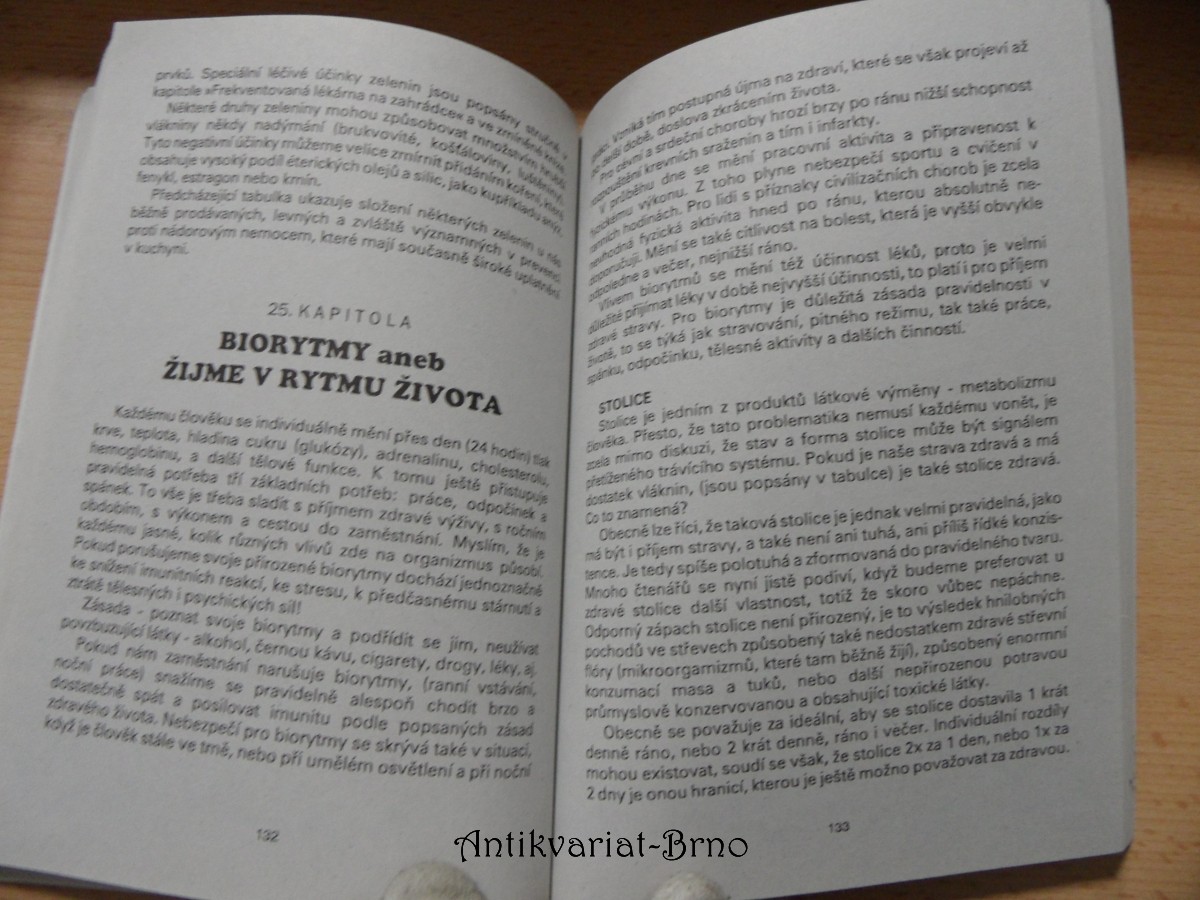 prvků. Speciální léčivé účinky zelenin jsou popsány stručně v
kapitole »Frekventovaná lékárna na zahrádce« a ve zmíněné knize.
Některé druhy zeleniny mohou způsobovat množstvím hrubé
vlákniny někdy nadýmání (brukvovité, košťáloviny, luštěniny).
Tyto negativní účinky můžeme velice zmírnit přidáním koření, které
obsahuje vysoký podíl éterických olejů a silic, jako kupříkladu anýz,
fenykl, estragon nebo kmín.
Předcházející tabulka ukazuje složení některých zelenin u nás
běžně prodávaných, levných a zvláště významných v prevenci
proti nádorovým nemocem, které mají současně široké uplatnění
v kuchyni.
25. KAPITOLA
BIORYTMY aneb
ŽIJME V RYTMU ŽIVOTA
Každému člověku se individuálně mění přes den (24 hodin) tlak
krve, teplota, hladina cukru (glukózy), adrenalinu, cholesterolu,
hemoglobínu, a další tělové funkce. K tomu ještě přistupuje
pravidelná potřeba tří základních potřeb: práce, odpočinek a
spánek. To vše je třeba sladit s příjmem zdravé výživy, s ročním
obdobím, s výkonem a cestou do zaměstnání. Myslím, že je
každému jasné, kolik různých vlivů zde na organizmus působí.
Pokud porušujeme svoje přirozené biorytmy dochází jednoznačně
ke snížení imunitních reakcí, ke stresu, k předčasnému stárnutí a
ztrátě tělesných i psychických sil!
Zásada - poznat svoje biorytmy a podřídit se jim, neužívat
povzbuzující látky - alkohol, černou kávu, cigarety, drogy, léky, aj.
Pokud nám zaměstnání narušuje biorytmy, (ranní vstávání,
noční práce) snažíme se pravidelně alespoň chodit brzo a
dostatečně spát a posilovat imunitu podle popsaných zásad
zdravého života. Nebezpečí pro biorytmy se skrývá také v situaci,
když je člověk stále ve tmě, nebo při umělém osvětlení a při noční
132
práci. Vzniká tím postupná újma na zdraví, které se však projeví až
po delší době, doslova zkrácením života.
Pro cévní a srdeční choroby hrozí brzy po ránu nižší schopnost
rozpouštění krevních sraženin a tím i infarkty.
V průběhu dne se mění pracovní aktivita a připravenost k
fyzickému výkonu. Z toho plyne nebezpečí sportu a cvičení v
ranních hodinách. Pro lidi s příznaky civilizačních chorob je zcela
nevhodná fyzická aktivita hned po ránu, kterou absolutně ne-
doporučuji. Mění se také citlivost na bolest, která je vyšší obvykle
odpoledne a večer, nejnižší ráno.
Vlivem biorytmů se mění též účinnost léků, proto je velmi
důležité přijímat léky v době nejvyšší účinnosti, to platí i pro příjem
zdravé stravy. Pro biorytmy je důležitá zásada pravidelnosti v
životě, to se týká jak stravování, pitného režimu, tak také práce,
spánku, odpočinku, tělesné aktivity a dalších činností.
STOLICE
Stolice je jedním z produktů látkové výměny - metabolizmu
člověka. Přesto, že tato problematika nemusí každému vonět, je
zcela mimo diskuzi, že stav a forma stolice může být signálem
přetíženého trávícího systému. Pokud je naše strava zdravá a má
dostatek vláknin, (jsou popsány v tabulce) je také stolice zdravá.
Co to znamená?
Obecně lze říci, že taková stolice je jednak velmi pravidelná, jako
má být i příjem stravy, a také není ani tuhá, ani příliš řídké konzis-
tence. Je tedy spíše polotuhá a zformovaná do pravidelného tvaru.
Mnoho čtenářů se nyní jistě podiví, když budeme preferovat u
zdravé stolice další vlastnost, totiž že skoro vůbec nepáchne.
Odporný zápach stolice není přirozený, je to výsledek hnilobných
pochodů ve střevech způsobený také nedostatkem zdravé střevní
flóry (mikroorgamizmů, které tam běžně žijí), způsobený enormní
konzumací masa a tuků, nebo další nepřirozenou potravou
průmyslově konzervovanou a obsahující toxické látky.
Obecně se považuje za ideální, aby se stolice dostavila 1 krát
denně ráno, nebo 2 krát denně, ráno i večer. Individuální rozdíly
mohou existovat, soudí se však, že stolice 2x za 1 den, nebo 1x za
2 dny je onou hranicí, kterou je ještě možno považovat za zdravou.
133
Antikvariat-Brno